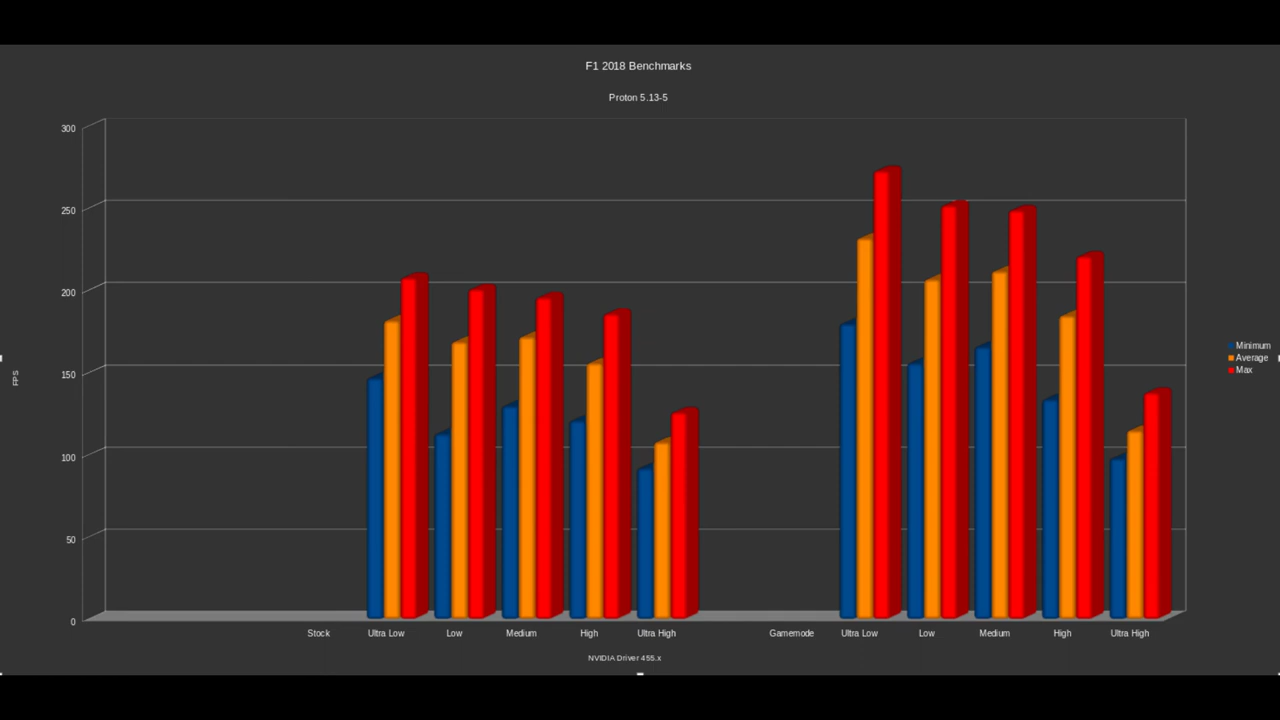 F1 2018 Benchmarks
Proton 5.13-5
300
250
200
150
100
50
0
FPS
Stock Ultra Low Low Medium High Ultra High Gamemode Ultra Low Low Medium High Ultra High
NVIDIA Driver 455.x
Minimum
Average
Max